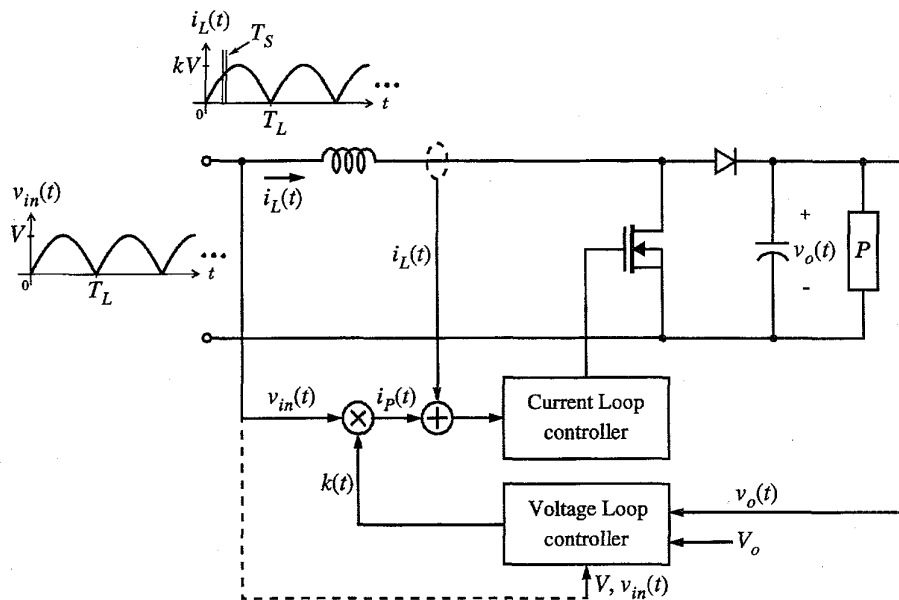 i_L(t)
T_S
kV
0
T_L
t
i_L(t)
v_in(t)
V
0
T_L
t
i_L(t)
+
v_o(t)
-
P
v_in(t)
i_P(t)
Current Loop
controller
k(t)
Voltage Loop
controller
v_o(t)
V_o
V, v_in(t)